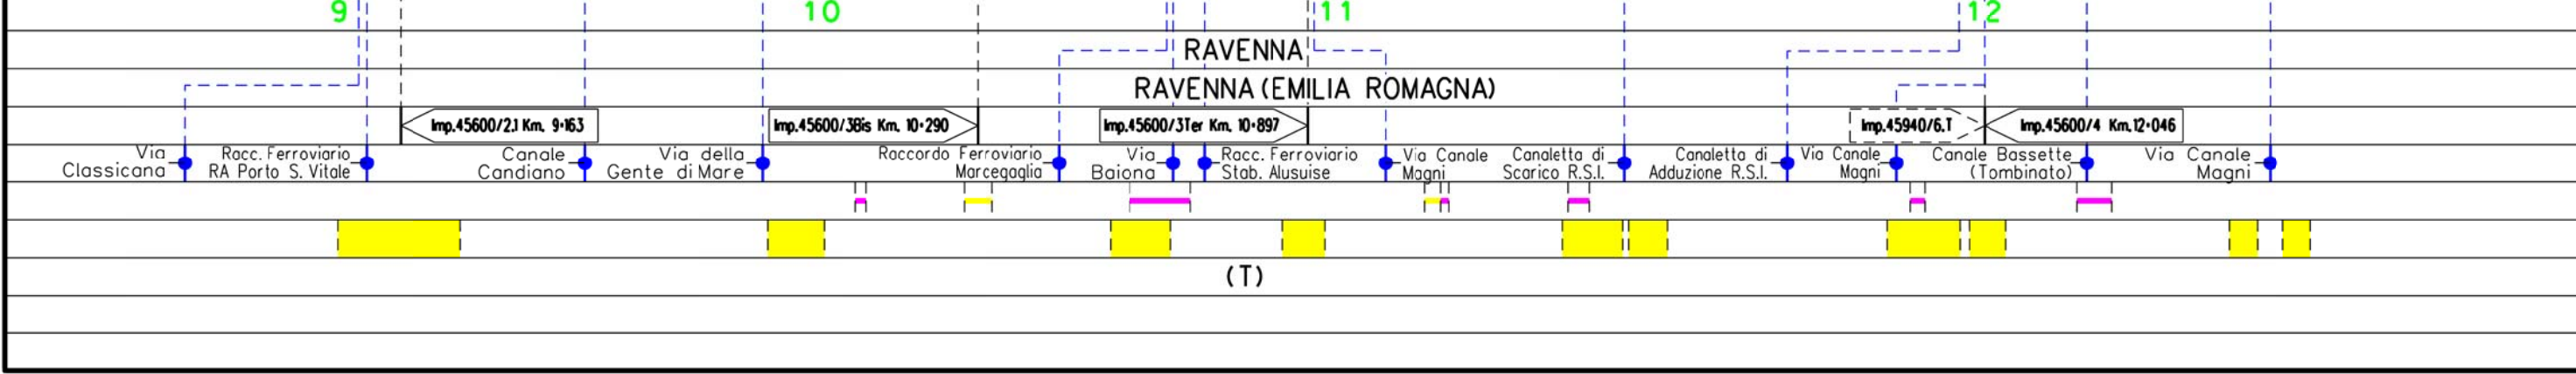 9 10 11 12
RAVENNA
RAVENNA (EMILIA ROMAGNA)
Imp.45600/2.1 Km. 9+163
Imp.45600/3Bis Km. 10+290
Imp.45600/3Ter Km. 10+897
Imp.45940/6.T
Imp.45600/4 Km.12+046
Via
Classicana
Racc. Ferroviario
RA Porto S. Vitale
Canale
Candiano
Via della
Gente di Mare
Raccordo Ferroviario
Marcegaglia
Via
Baiona
Racc. Ferroviario
Stab. Alusuise
Via Canale
Magni
Canaletta di
Scarico R.S.I.
Canaletta di
Adduzione R.S.I.
Via Canale
Magni
Canale Bassette
(Tombinato)
Via Canale
Magni
(T)